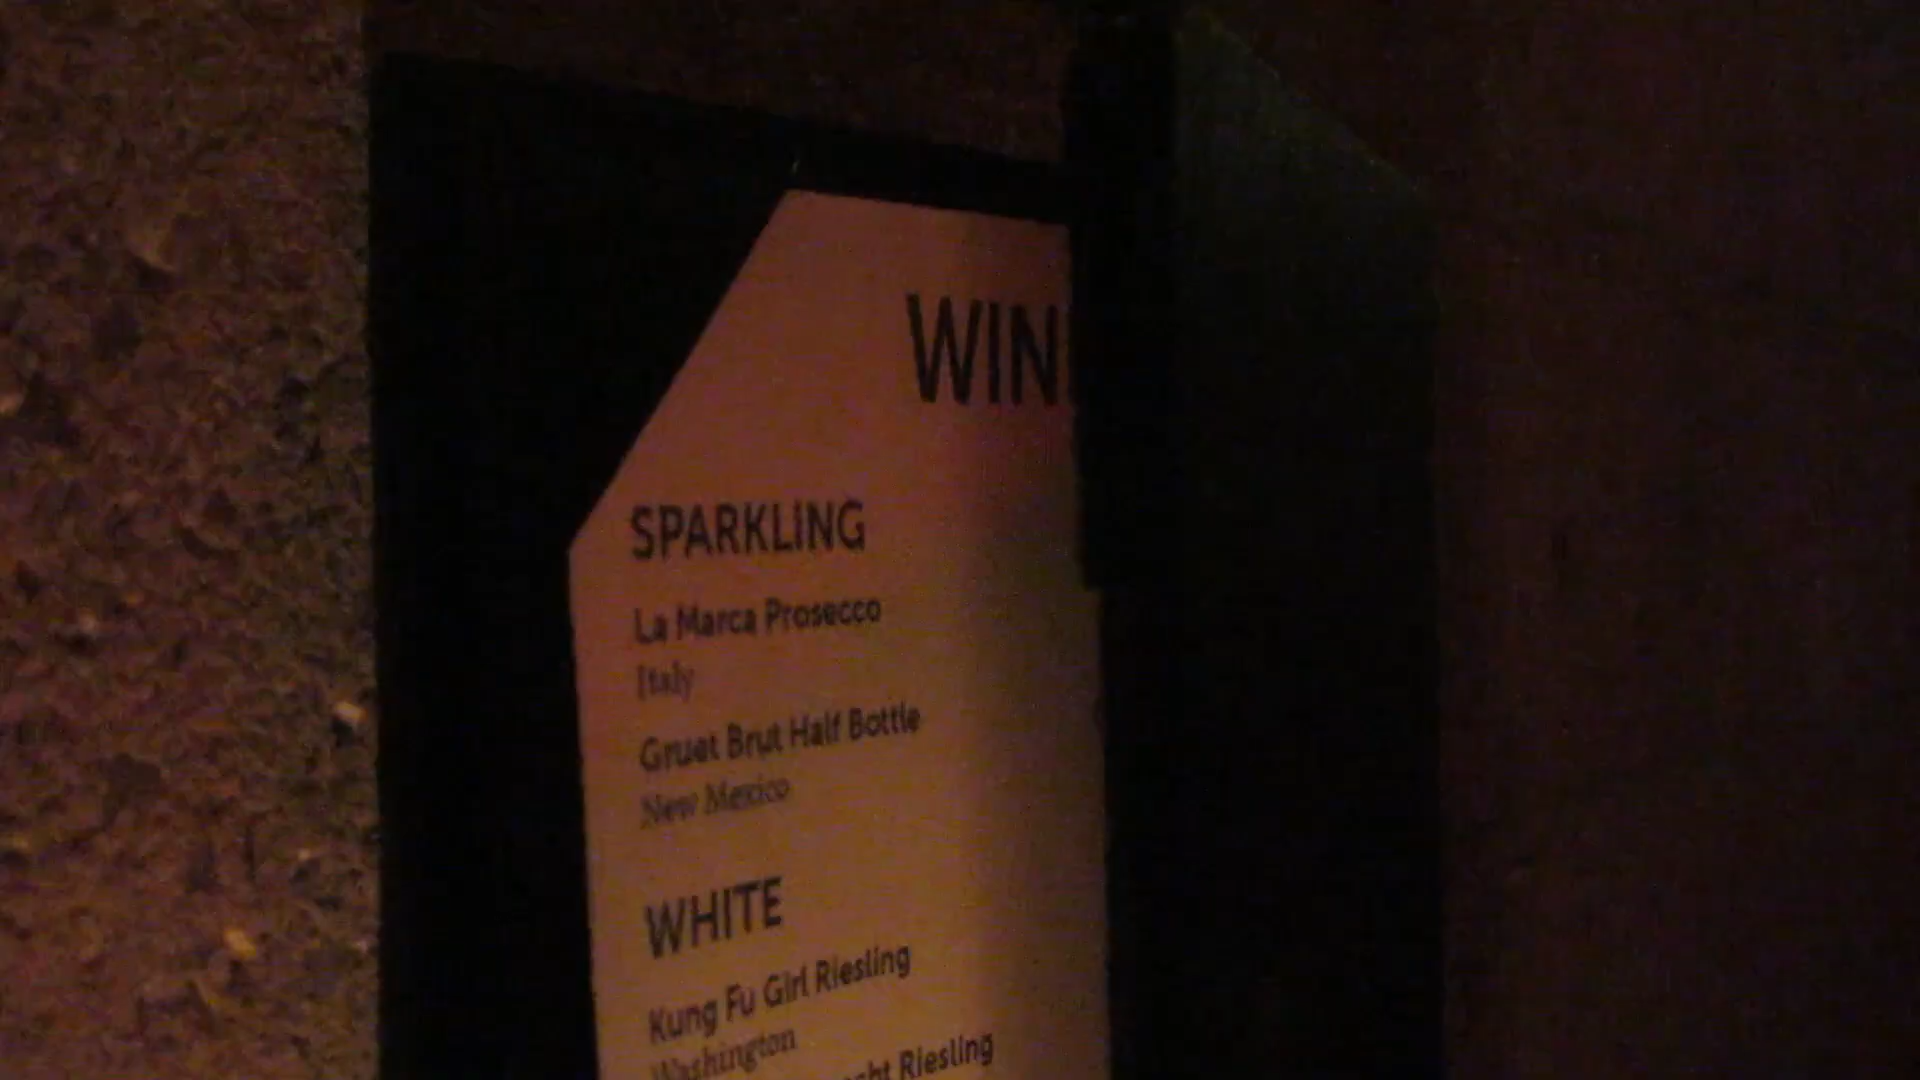 WIN
SPARKLING
La Marca Prosecco
Italy
Gruet Brut Half Bottle
New Mexico
WHITE
Kung Fu Girl Riesling
Washington
Riesling